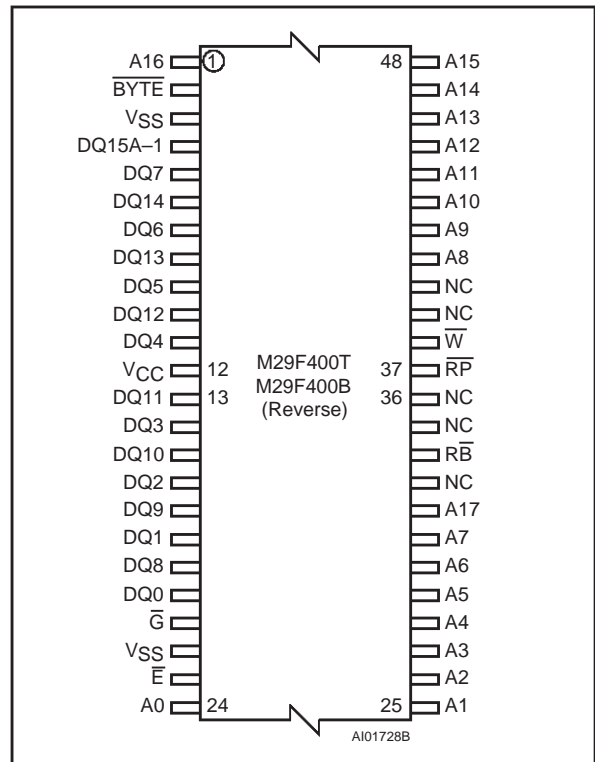 A16 1 48 A15
B̅Y̅T̅E̅ A14
VSS A13
DQ15A–1 A12
DQ7 A11
DQ14 A10
DQ6 A9
DQ13 A8
DQ5 NC
DQ12 NC
DQ4 W̅
VCC 12 M29F400T 37 R̅P̅
M29F400B
DQ11 13 36 NC
(Reverse)
DQ3 NC
DQ10 RB̅
DQ2 NC
DQ9 A17
DQ1 A7
DQ8 A6
DQ0 A5
G̅ A4
VSS A3
E̅ A2
A0 24 25 A1
AI01728B